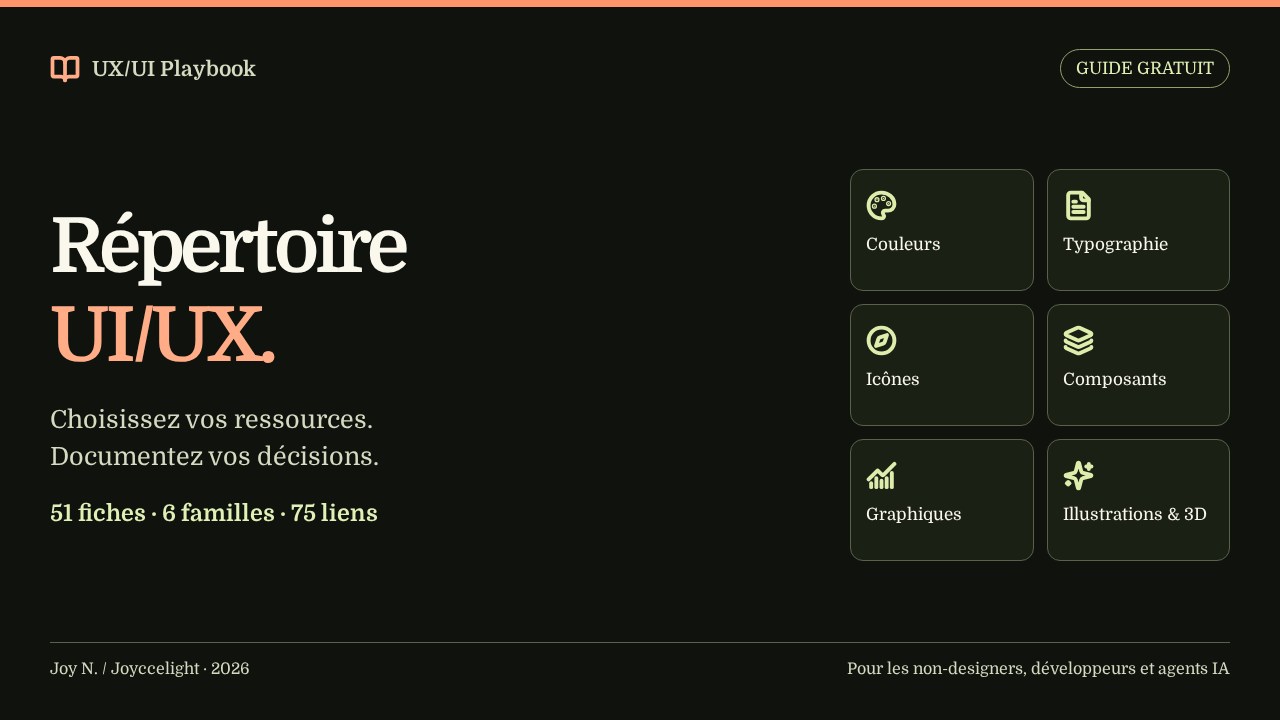 UX/UI Playbook
GUIDE GRATUIT
Répertoire
UI/UX.
Choisissez vos ressources.
Documentez vos décisions.
51 fiches · 6 familles · 75 liens
Couleurs
Typographie
Icônes
Composants
Graphiques
Illustrations & 3D
Joy N. / Joyccelight · 2026
Pour les non-designers, développeurs et agents IA